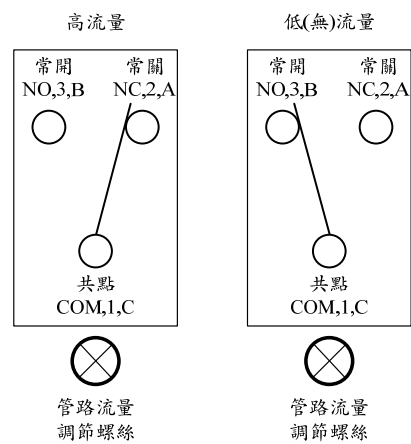 高流量
常開 常關
NO,3,B NC,2,A
共點
COM,1,C
管路流量
調節螺絲
低(無)流量
常開 常關
NO,3,B NC,2,A
共點
COM,1,C
管路流量
調節螺絲